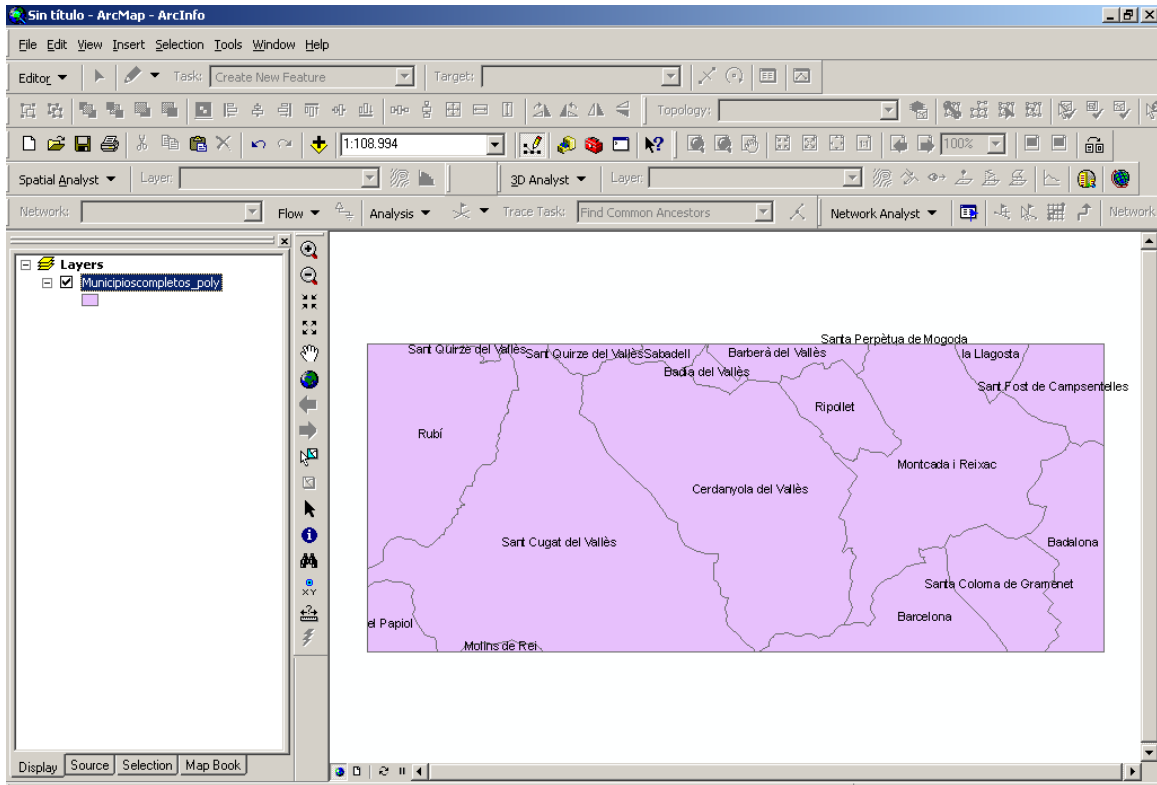 Sin título - ArcMap - ArcInfo
File Edit View Insert Selection Tools Window Help
Editor Task: Create New Feature Target:
Topology:
1:108.994 100%
Spatial Analyst Layer: 3D Analyst Layer:
Network: Flow Analysis Trace Task: Find Common Ancestors Network Analyst Network
Layers
Municipioscompletos_poly
XY
Santa Perpètua de Mogoda
Sant Quirze del Vallès Sant Quirze del Vallès Sabadell Barberà del Vallès la Llagosta
Badia del Vallès
Sant Fost de Campsentelles
Ripollet
Rubí
Montcada i Reixac
Cerdanyola del Vallès
Sant Cugat del Vallès
Badalona
Santa Coloma de Gramenet
Barcelona
el Papiol
Molins de Rei
Display Source Selection Map Book